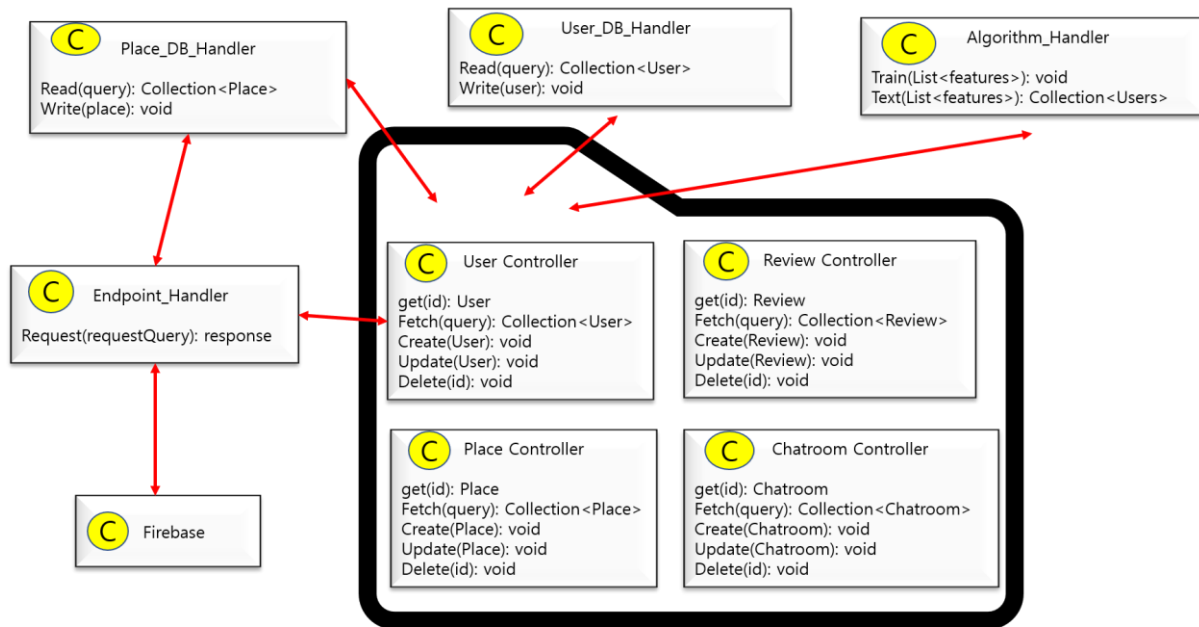 C
Place_DB_Handler
Read(query): Collection<Place>
Write(place): void
C
User_DB_Handler
Read(query): Collection<User>
Write(user): void
C
Algorithm_Handler
Train(List<features>): void
Text(List<features>): Collection<Users>
C
Endpoint_Handler
Request(requestQuery): response
C
User Controller
get(id): User
Fetch(query): Collection<User>
Create(User): void
Update(User): void
Delete(id): void
C
Review Controller
get(id): Review
Fetch(query): Collection<Review>
Create(Review): void
Update(Review): void
Delete(id): void
C
Firebase
C
Place Controller
get(id): Place
Fetch(query): Collection<Place>
Create(Place): void
Update(Place): void
Delete(id): void
C
Chatroom Controller
get(id): Chatroom
Fetch(query): Collection<Chatroom>
Create(Chatroom): void
Update(Chatroom): void
Delete(id): void